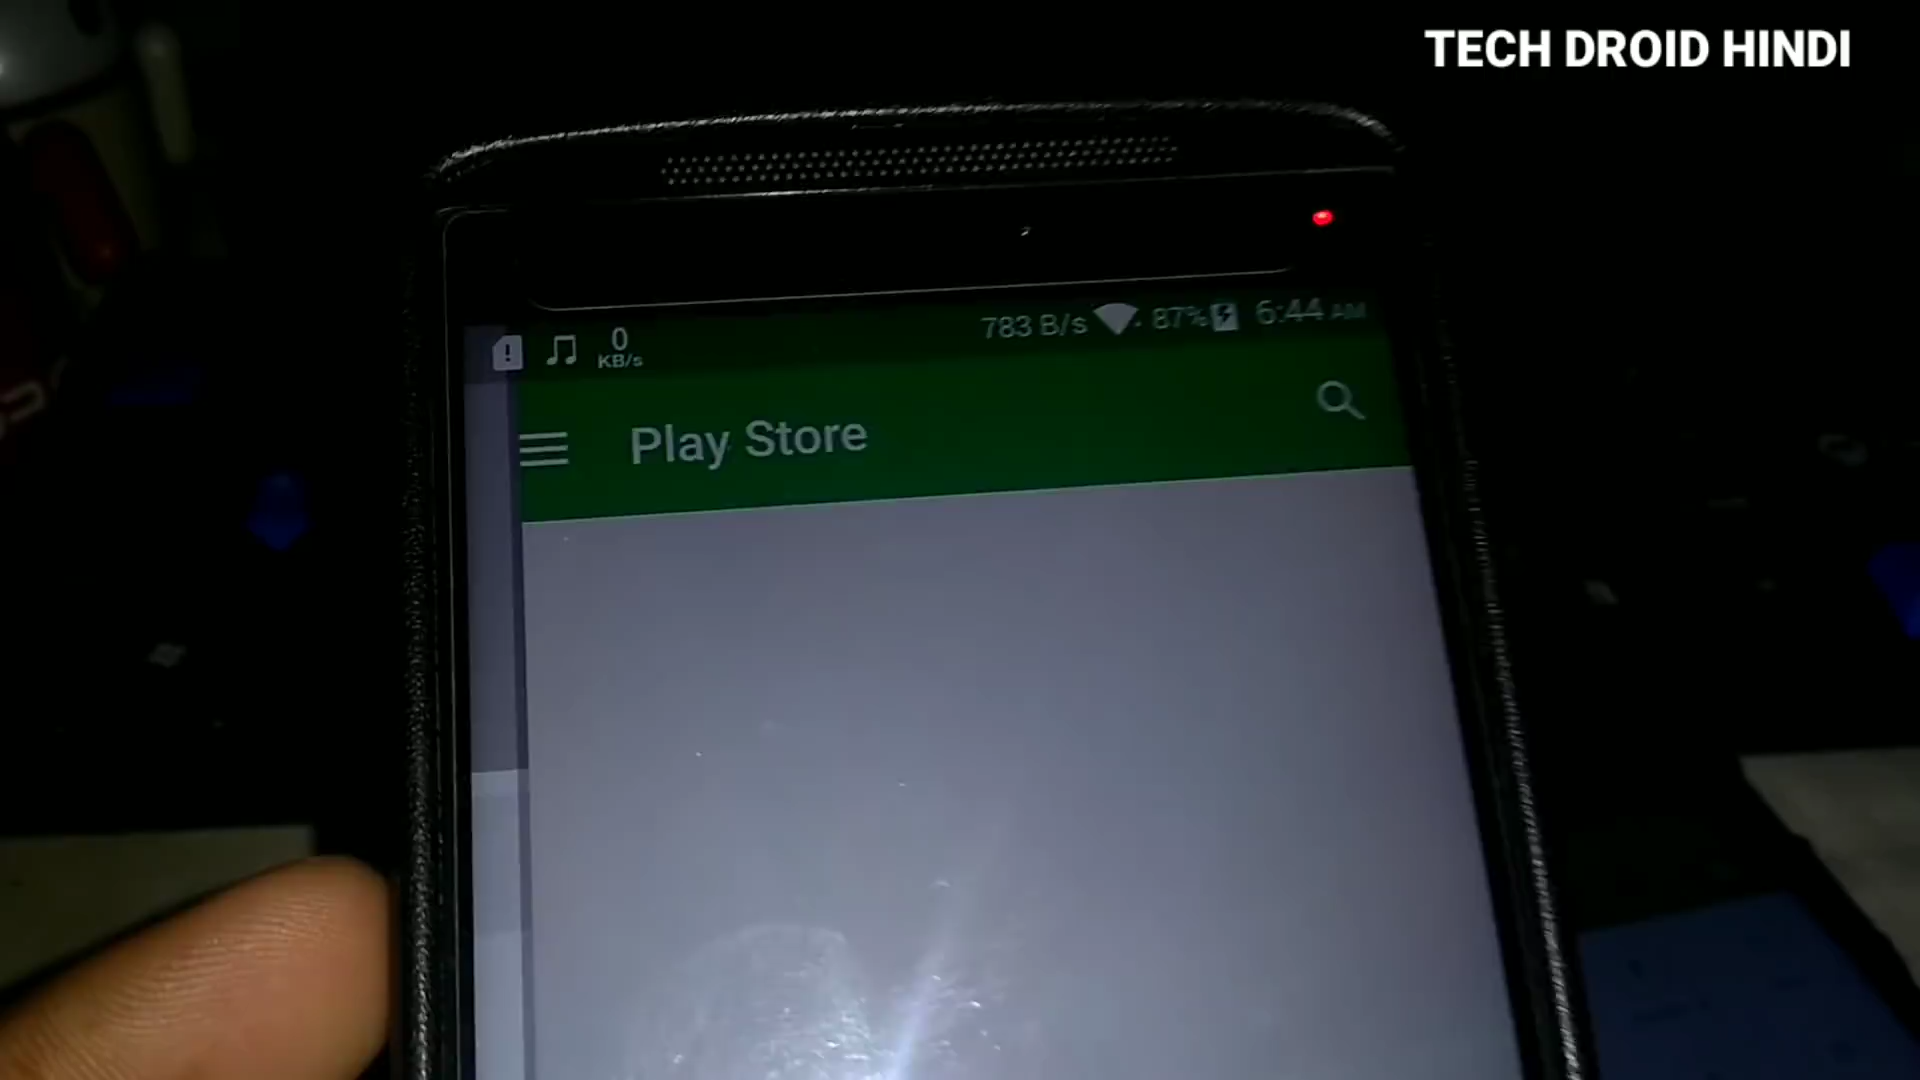 TECH DROID HINDI
0
KB/s
783 B/s 87% 6:44 AM
Play Store